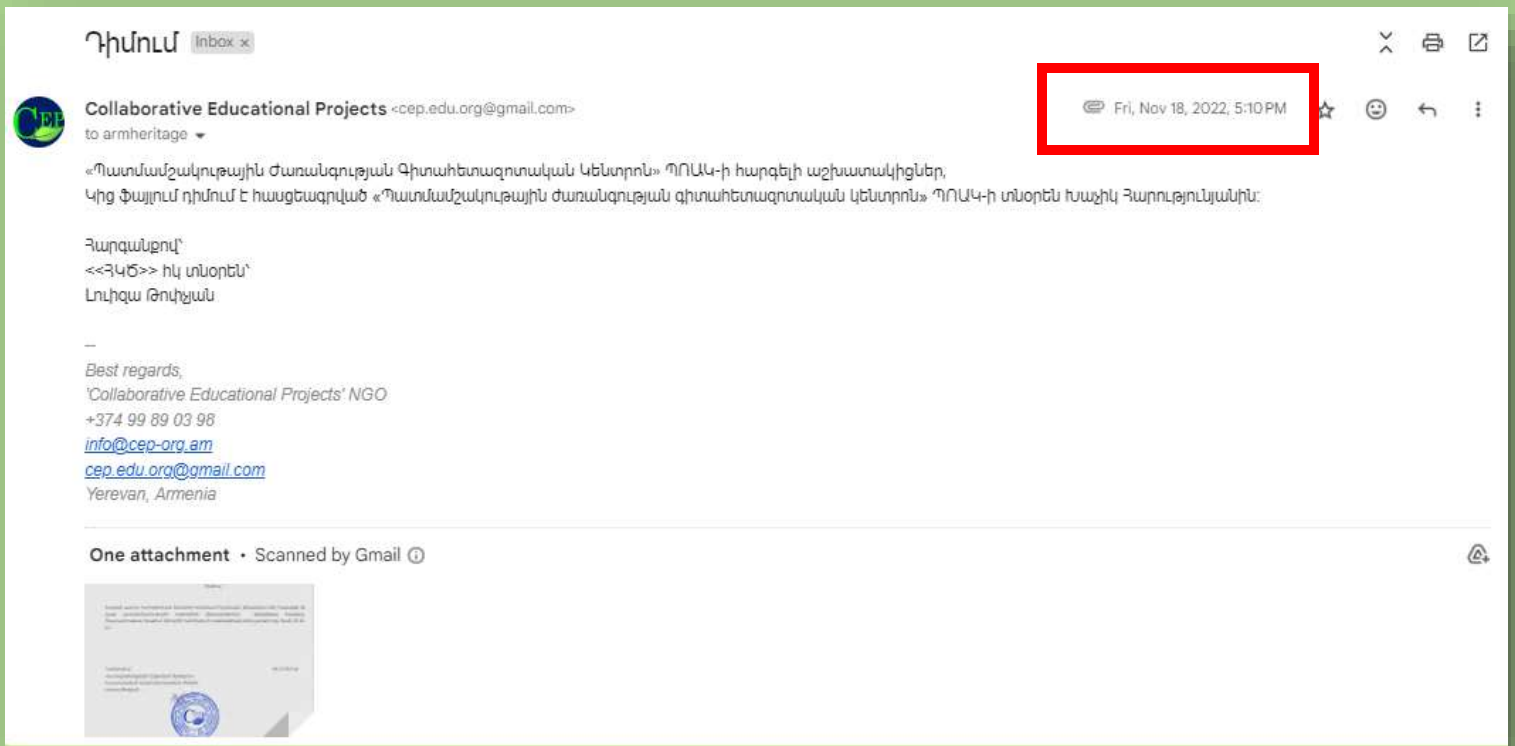 Դիմում Inbox x
Collaborative Educational Projects <cep.edu.org@gmail.com>
Fri, Nov 18, 2022, 5:10 PM
to armheritage
«Պատմամշակութային Ժառանգության Գիտահետազոտական Կենտրոն» ՊՈԱԿ-ի հարգելի աշխատակիցներ,
Կից ֆայլում դիմում է հասցեագրված «Պատմամշակութային ժառանգության գիտահետազոտական կենտրոն» ՊՈԱԿ-ի տնօրեն Խաչիկ Հարությունյանին:
Հարգանքով՝
<<ՀԿԾ>> հկ տնօրեն՝
Լուիզա Թոփչյան
--
Best regards,
'Collaborative Educational Projects' NGO
+374 99 89 03 98
info@cep-org.am
cep.edu.org@gmail.com
Yerevan, Armenia
One attachment • Scanned by Gmail
CEP